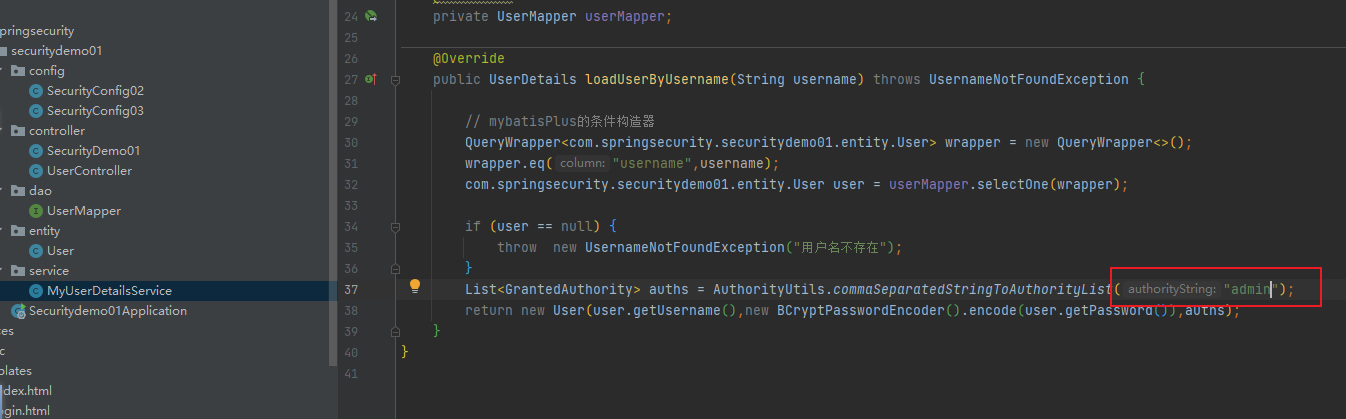 pringsecurity
securitydemo01
config
SecurityConfig02
SecurityConfig03
controller
SecurityDemo01
UserController
dao
UserMapper
entity
User
service
MyUserDetailsService
Securitydemo01Application
ces
c
plates
ndex.html
ogin.html
24 private UserMapper userMapper;
25
26 @Override
27 public UserDetails loadUserByUsername(String username) throws UsernameNotFoundException {
28
29 // mybatisPlus的条件构造器
30 QueryWrapper<com.springsecurity.securitydemo01.entity.User> wrapper = new QueryWrapper<>();
31 wrapper.eq( column: "username",username);
32 com.springsecurity.securitydemo01.entity.User user = userMapper.selectOne(wrapper);
33
34 if (user == null) {
35 throw  new UsernameNotFoundException("用户名不存在");
36 }
37 List<GrantedAuthority> auths = AuthorityUtils.commaSeparatedStringToAuthorityList( authorityString: "admin");
38 return new User(user.getUsername(),new BCryptPasswordEncoder().encode(user.getPassword()),auths);
39 }
40 }
41